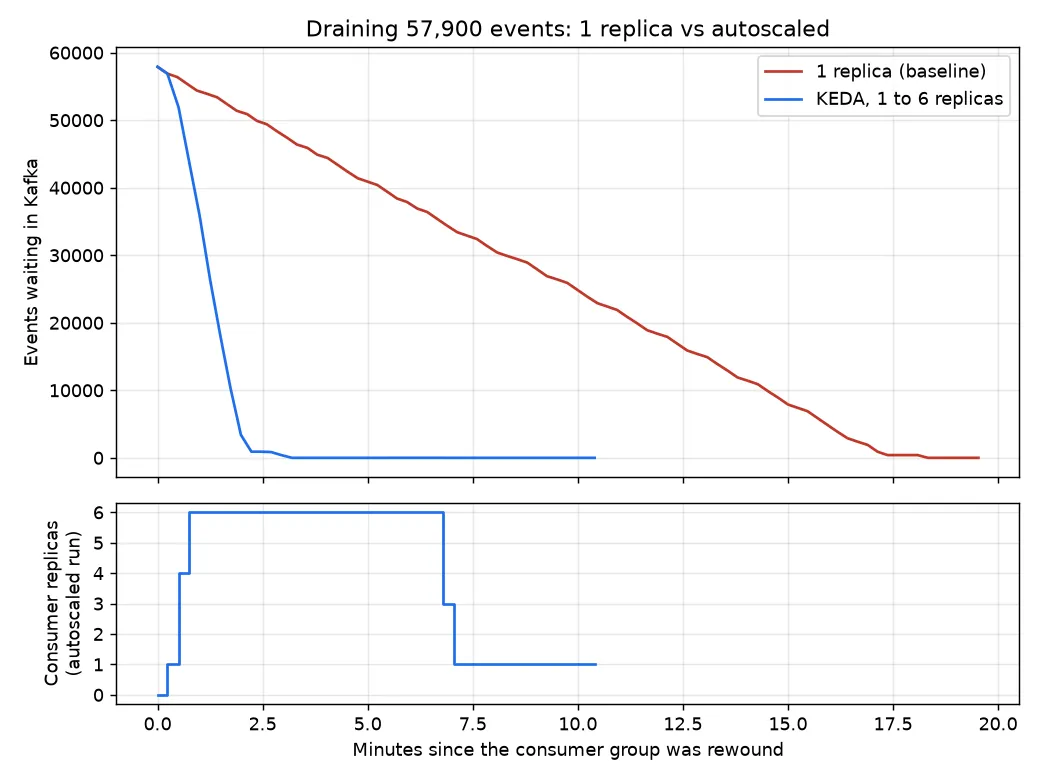 Draining 57,900 events: 1 replica vs autoscaled
1 replica (baseline)
KEDA, 1 to 6 replicas
Events waiting in Kafka
60000
50000
40000
30000
20000
10000
0
Consumer replicas
(autoscaled run)
6
5
4
3
2
1
0
0.0 2.5 5.0 7.5 10.0 12.5 15.0 17.5 20.0
Minutes since the consumer group was rewound